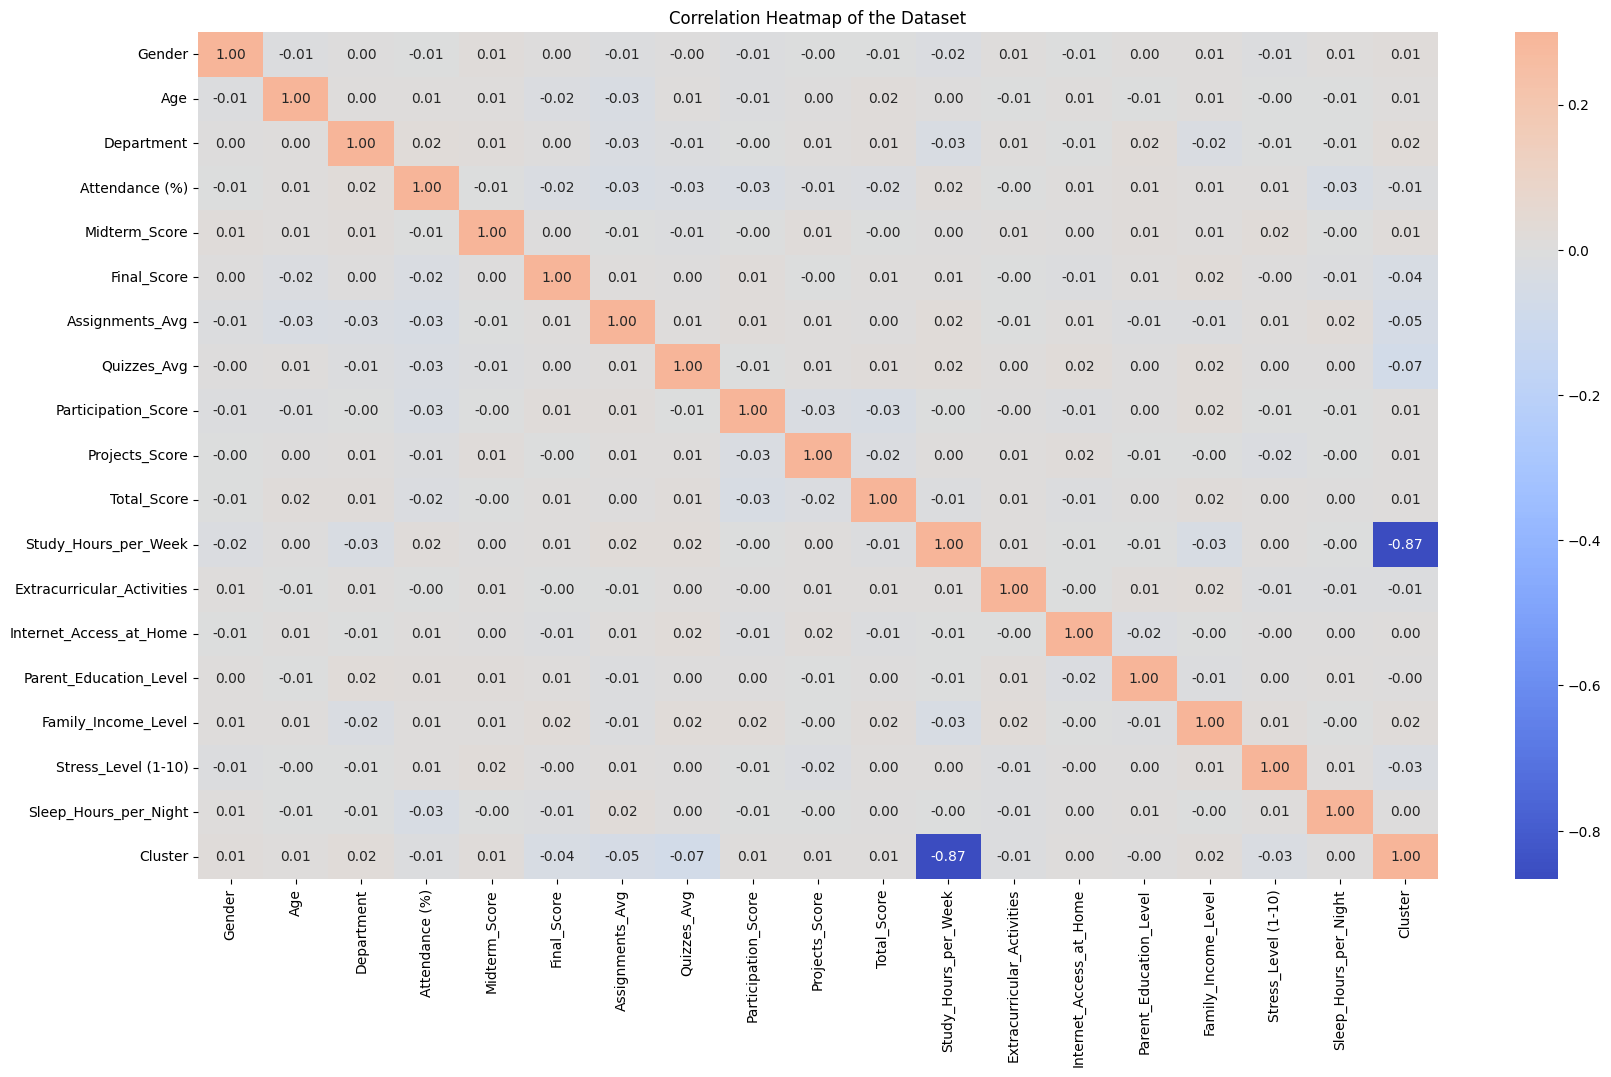 Correlation Heatmap of the Dataset
Gender 1.00 -0.01 0.00 -0.01 0.01 0.00 -0.01 -0.00 -0.01 -0.00 -0.01 -0.02 0.01 -0.01 0.00 0.01 -0.01 0.01 0.01
Age -0.01 1.00 0.00 0.01 0.01 -0.02 -0.03 0.01 -0.01 0.00 0.02 0.00 -0.01 0.01 -0.01 0.01 -0.00 -0.01 0.01
Department 0.00 0.00 1.00 0.02 0.01 0.00 -0.03 -0.01 -0.00 0.01 0.01 -0.03 0.01 -0.01 0.02 -0.02 -0.01 -0.01 0.02
Attendance (%) -0.01 0.01 0.02 1.00 -0.01 -0.02 -0.03 -0.03 -0.03 -0.01 -0.02 0.02 -0.00 0.01 0.01 0.01 0.01 -0.03 -0.01
Midterm_Score 0.01 0.01 0.01 -0.01 1.00 0.00 -0.01 -0.01 -0.00 0.01 -0.00 0.00 0.01 0.00 0.01 0.01 0.02 -0.00 0.01
Final_Score 0.00 -0.02 0.00 -0.02 0.00 1.00 0.01 0.00 0.01 -0.00 0.01 0.01 -0.00 -0.01 0.01 0.02 -0.00 -0.01 -0.04
Assignments_Avg -0.01 -0.03 -0.03 -0.03 -0.01 0.01 1.00 0.01 0.01 0.01 0.00 0.02 -0.01 0.01 -0.01 -0.01 0.01 0.02 -0.05
Quizzes_Avg -0.00 0.01 -0.01 -0.03 -0.01 0.00 0.01 1.00 -0.01 0.01 0.01 0.02 0.00 0.02 0.00 0.02 0.00 0.00 -0.07
Participation_Score -0.01 -0.01 -0.00 -0.03 -0.00 0.01 0.01 -0.01 1.00 -0.03 -0.03 -0.00 -0.00 -0.01 0.00 0.02 -0.01 -0.01 0.01
Projects_Score -0.00 0.00 0.01 -0.01 0.01 -0.00 0.01 0.01 -0.03 1.00 -0.02 0.00 0.01 0.02 -0.01 -0.00 -0.02 -0.00 0.01
Total_Score -0.01 0.02 0.01 -0.02 -0.00 0.01 0.00 0.01 -0.03 -0.02 1.00 -0.01 0.01 -0.01 0.00 0.02 0.00 0.00 0.01
Study_Hours_per_Week -0.02 0.00 -0.03 0.02 0.00 0.01 0.02 0.02 -0.00 0.00 -0.01 1.00 0.01 -0.01 -0.01 -0.03 0.00 -0.00 -0.87
Extracurricular_Activities 0.01 -0.01 0.01 -0.00 0.01 -0.00 -0.01 0.00 -0.00 0.01 0.01 0.01 1.00 -0.00 0.01 0.02 -0.01 -0.01 -0.01
Internet_Access_at_Home -0.01 0.01 -0.01 0.01 0.00 -0.01 0.01 0.02 -0.01 0.02 -0.01 -0.01 -0.00 1.00 -0.02 -0.00 -0.00 0.00 0.00
Parent_Education_Level 0.00 -0.01 0.02 0.01 0.01 0.01 -0.01 0.00 0.00 -0.01 0.00 -0.01 0.01 -0.02 1.00 -0.01 0.00 0.01 -0.00
Family_Income_Level 0.01 0.01 -0.02 0.01 0.01 0.02 -0.01 0.02 0.02 -0.00 0.02 -0.03 0.02 -0.00 -0.01 1.00 0.01 -0.00 0.02
Stress_Level (1-10) -0.01 -0.00 -0.01 0.01 0.02 -0.00 0.01 0.00 -0.01 -0.02 0.00 0.00 -0.01 -0.00 0.00 0.01 1.00 0.01 -0.03
Sleep_Hours_per_Night 0.01 -0.01 -0.01 -0.03 -0.00 -0.01 0.02 0.00 -0.01 -0.00 0.00 -0.00 -0.01 0.00 0.01 -0.00 0.01 1.00 0.00
Cluster 0.01 0.01 0.02 -0.01 0.01 -0.04 -0.05 -0.07 0.01 0.01 0.01 -0.87 -0.01 0.00 -0.00 0.02 -0.03 0.00 1.00
Gender
Age
Department
Attendance (%)
Midterm_Score
Final_Score
Assignments_Avg
Quizzes_Avg
Participation_Score
Projects_Score
Total_Score
Study_Hours_per_Week
Extracurricular_Activities
Internet_Access_at_Home
Parent_Education_Level
Family_Income_Level
Stress_Level (1-10)
Sleep_Hours_per_Night
Cluster
0.2
0.0
−0.2
−0.4
−0.6
−0.8